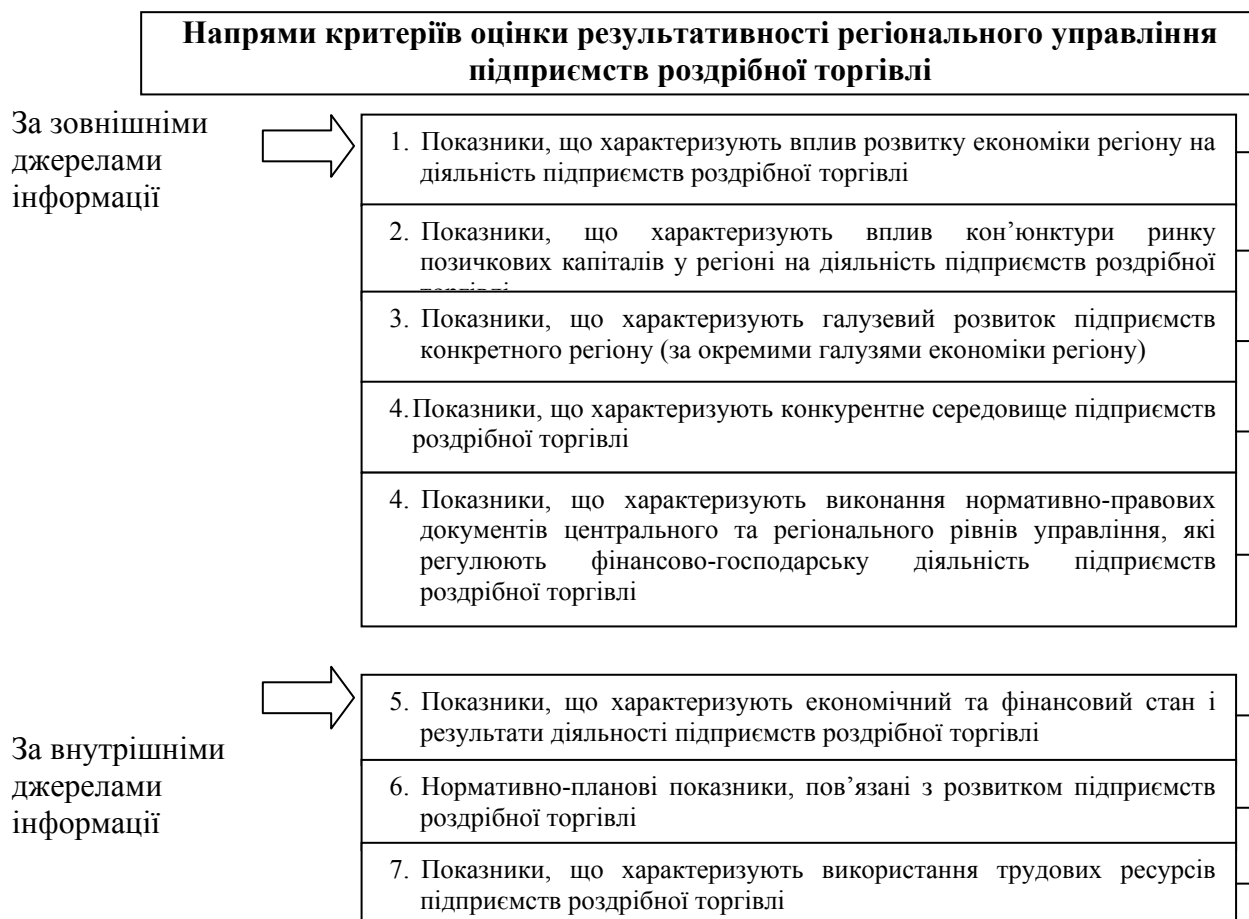 Напрями критеріїв оцінки результативності регіонального управління
підприємств роздрібної торгівлі
За зовнішніми
джерелами
інформації
1. Показники, що характеризують вплив розвитку економіки регіону на
діяльність підприємств роздрібної торгівлі
2. Показники, що характеризують вплив кон’юнктури ринку
позичкових капіталів у регіоні на діяльність підприємств роздрібної
торгівлі
3. Показники, що характеризують галузевий розвиток підприємств
конкретного регіону (за окремими галузями економіки регіону)
4. Показники, що характеризують конкурентне середовище підприємств
роздрібної торгівлі
4. Показники, що характеризують виконання нормативно-правових
документів центрального та регіонального рівнів управління, які
регулюють фінансово-господарську діяльність підприємств
роздрібної торгівлі
За внутрішніми
джерелами
інформації
5. Показники, що характеризують економічний та фінансовий стан і
результати діяльності підприємств роздрібної торгівлі
6. Нормативно-планові показники, пов’язані з розвитком підприємств
роздрібної торгівлі
7. Показники, що характеризують використання трудових ресурсів
підприємств роздрібної торгівлі